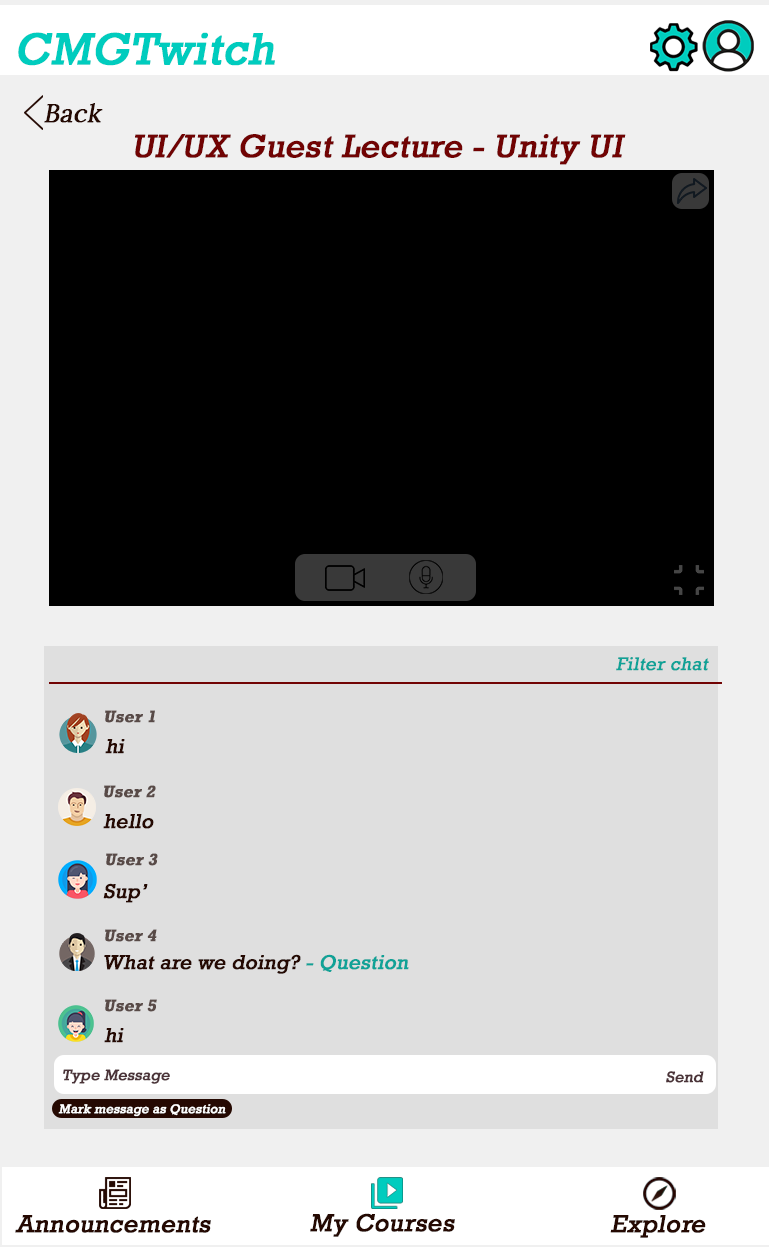 CMGTwitch
Back
UI/UX Guest Lecture - Unity UI
Filter chat
User 1
hi
User 2
hello
User 3
Sup’
User 4
What are we doing? - Question
User 5
hi
Type Message Send
Mark message as Question
Announcements My Courses Explore